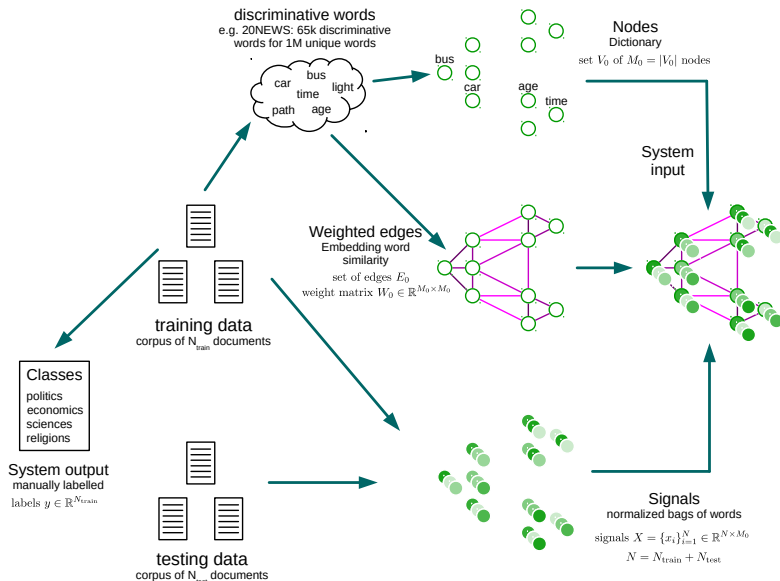 discriminative words
e.g. 20NEWS: 65k discriminative
words for 1M unique words
bus
car
light
time
path
age
bus
car
age
time
Nodes
Dictionary
set V₀ of M₀ = |V₀| nodes
System
input
Weighted edges
Embedding word
similarity
set of edges E₀
weight matrix W₀ ∈ ℝ^{M₀×M₀}
training data
corpus of N_train documents
Classes
politics
economics
sciences
religions
System output
manually labelled
labels y ∈ ℝ^{N_train}
testing data
corpus of N documents
Signals
normalized bags of words
signals X = {x_i}_{i=1}^N ∈ ℝ^{N×M₀}
N = N_train + N_test